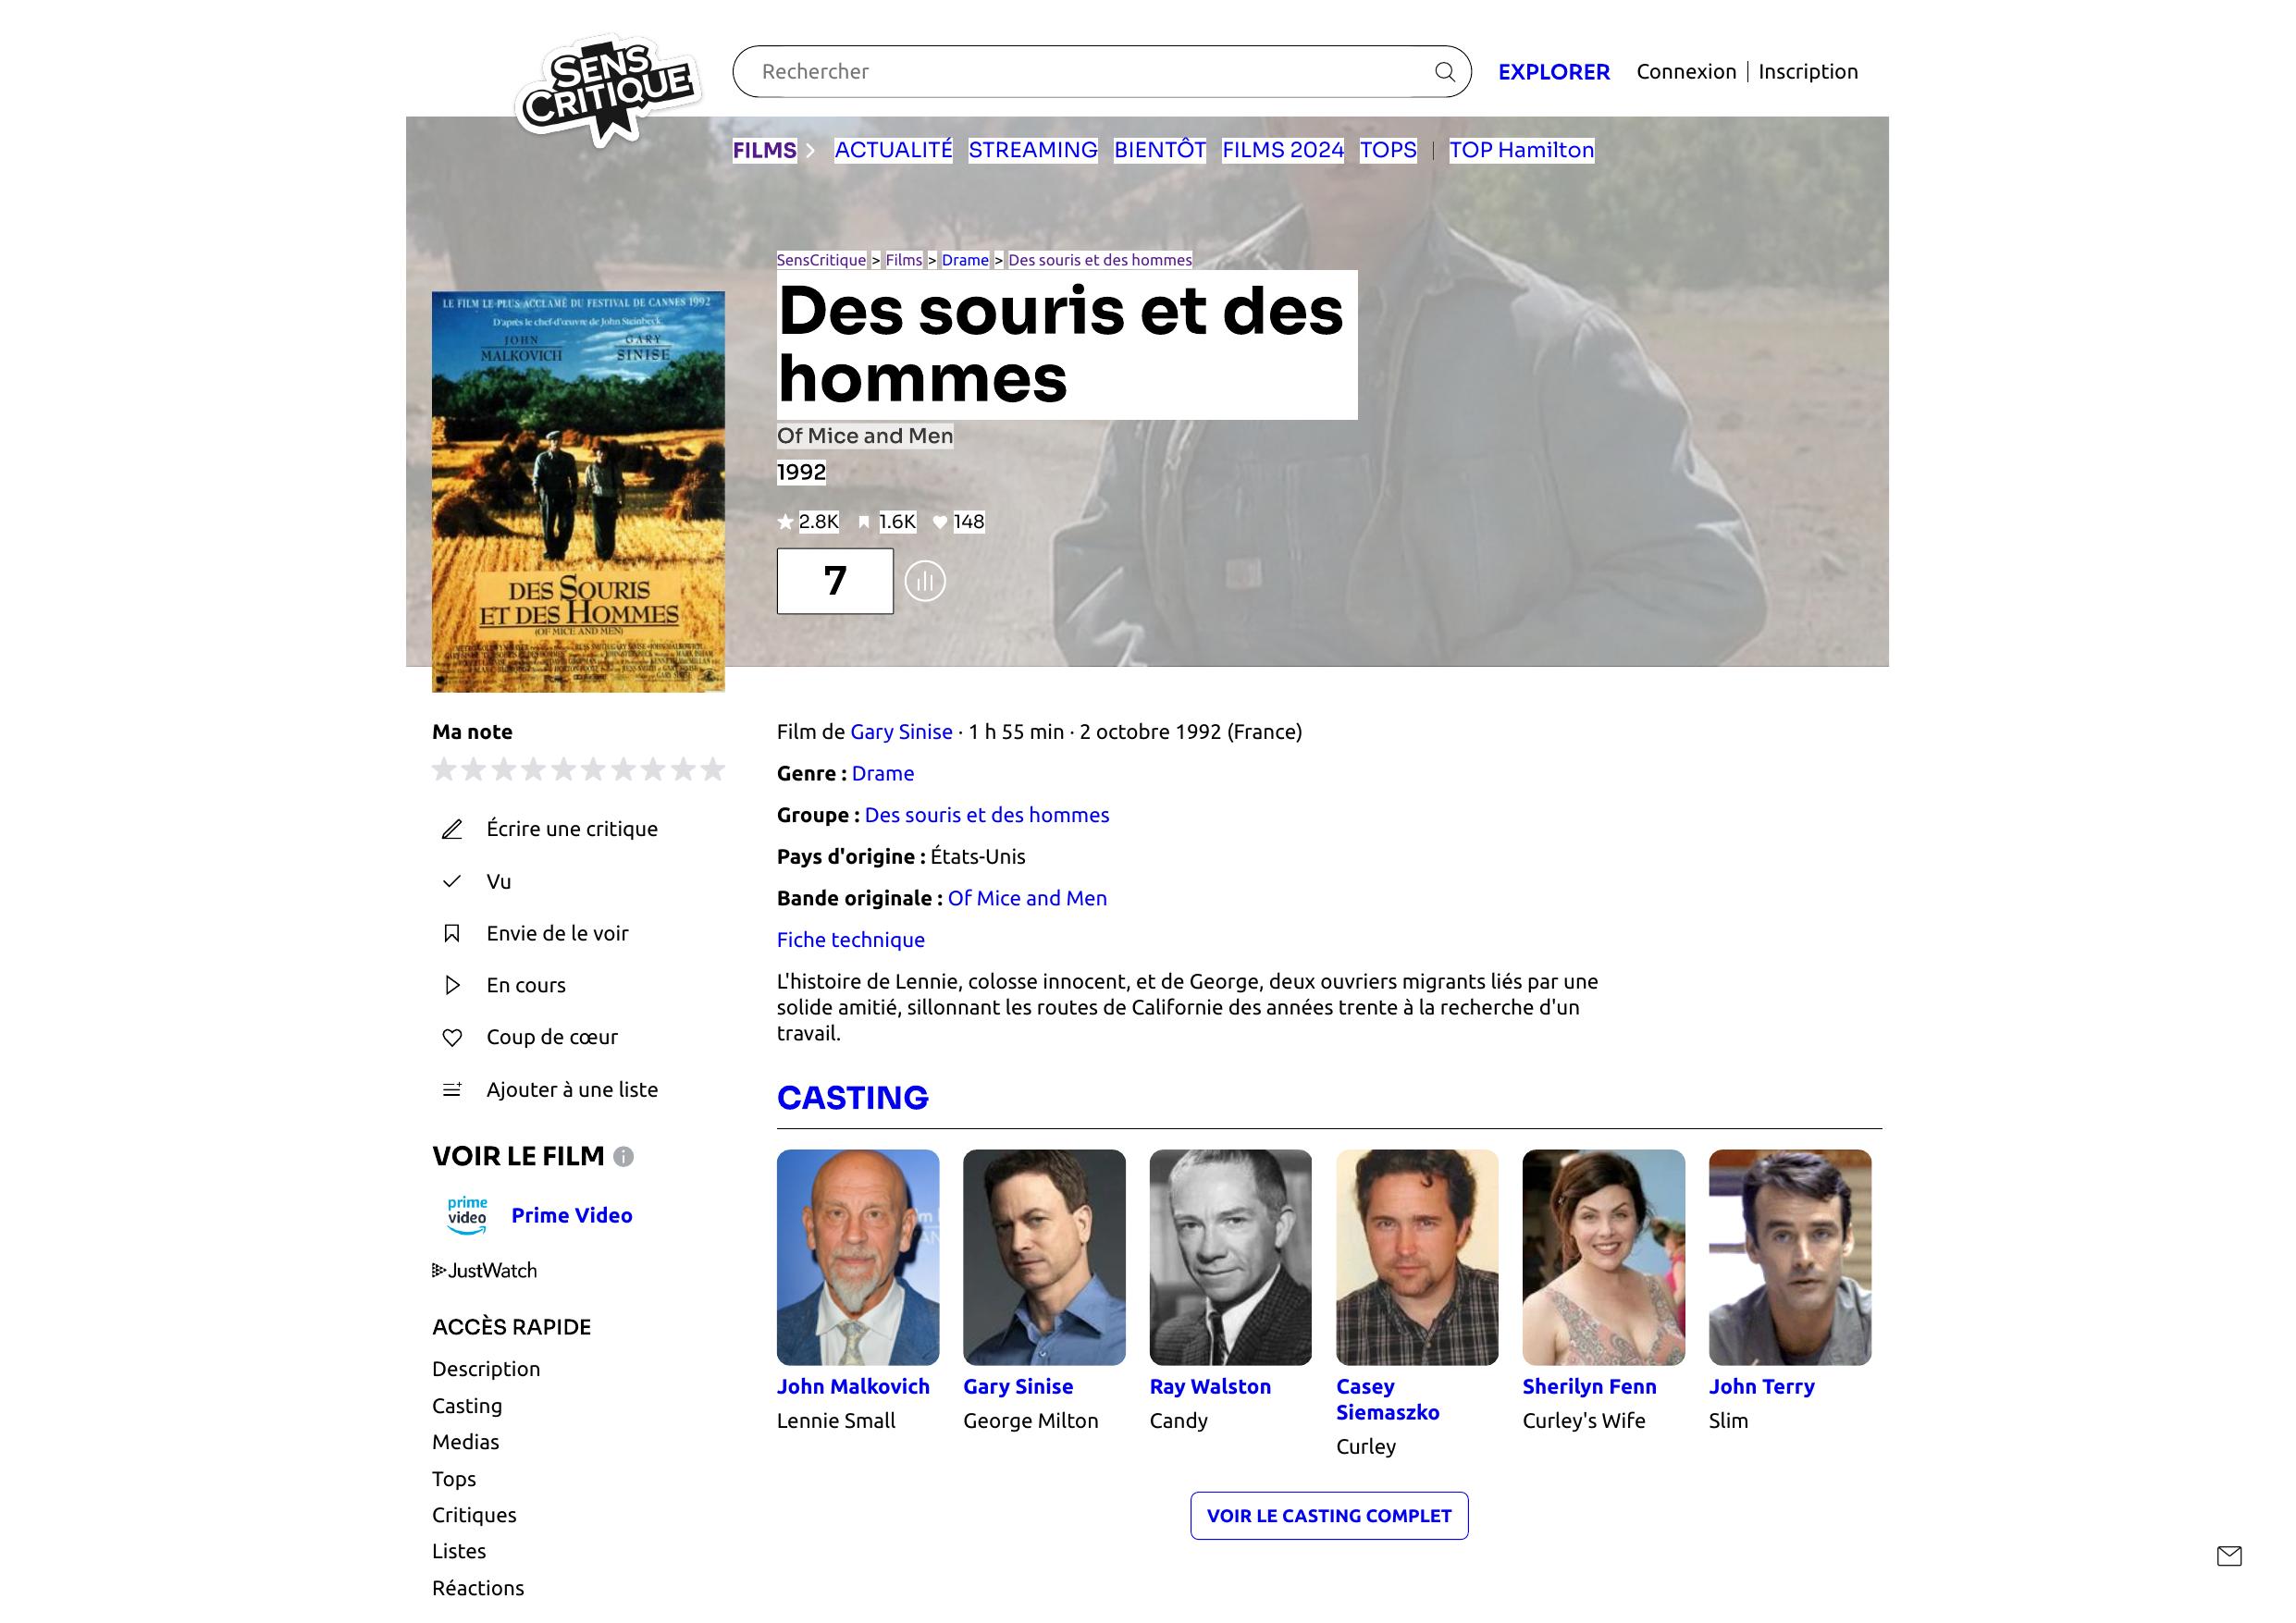 SENS
CRITIQUE
Rechercher
EXPLORER
Connexion | Inscription
FILMS
ACTUALITÉ
STREAMING
BIENTÔT
FILMS 2024
TOPS
|
TOP Hamilton
SensCritique > Films > Drame > Des souris et des hommes
Des souris et des
hommes
Of Mice and Men
1992
2.8K
1.6K
148
7
LE FILM LE PLUS ACCLAMÉ DU FESTIVAL DE CANNES 1992
D'après le chef-d'œuvre de John Steinbeck
JOHN
MALKOVICH
GARY
SINISE
DES SOURIS
ET DES HOMMES
(OF MICE AND MEN)
Ma note
Écrire une critique
Vu
Envie de le voir
En cours
Coup de cœur
Ajouter à une liste
VOIR LE FILM
prime
video
Prime Video
JustWatch
ACCÈS RAPIDE
Description
Casting
Medias
Tops
Critiques
Listes
Réactions
Film de Gary Sinise · 1 h 55 min · 2 octobre 1992 (France)
Genre : Drame
Groupe : Des souris et des hommes
Pays d'origine : États-Unis
Bande originale : Of Mice and Men
Fiche technique
L'histoire de Lennie, colosse innocent, et de George, deux ouvriers migrants liés par une
solide amitié, sillonnant les routes de Californie des années trente à la recherche d'un
travail.
CASTING
John Malkovich
Lennie Small
Gary Sinise
George Milton
Ray Walston
Candy
Casey
Siemaszko
Curley
Sherilyn Fenn
Curley's Wife
John Terry
Slim
VOIR LE CASTING COMPLET